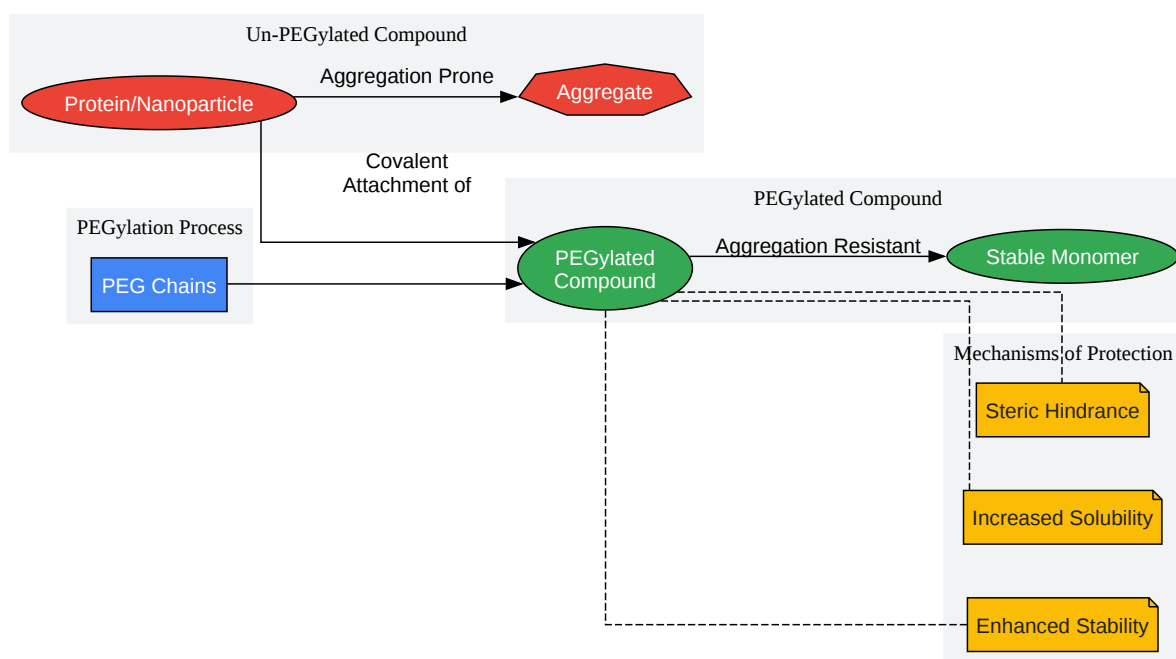 Un-PEGylated Compound
Aggregation Prone
Protein/Nanoparticle
Aggregate
Covalent
Attachment of
PEGylation Process
PEG Chains
PEGylated Compound
PEGylated
Compound
Aggregation Resistant
Stable Monomer
Mechanisms of Protection
Steric Hindrance
Increased Solubility
Enhanced Stability